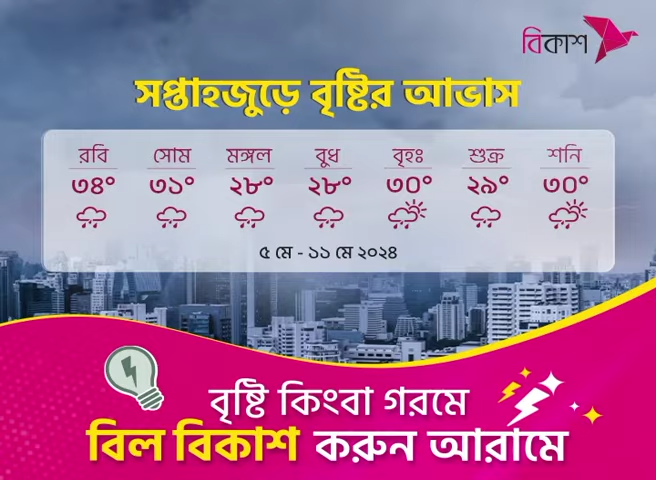 বিকাশ
সপ্তাহজুড়ে বৃষ্টির আভাস
রবি সোম মঙ্গল বুধ বৃহঃ শুক্র শনি
৩৪° ৩১° ২৮° ২৮° ৩০° ২৯° ৩০°
৫ মে - ১১ মে ২০২৪
বৃষ্টি কিংবা গরমে
বিল বিকাশ করুন আরামে